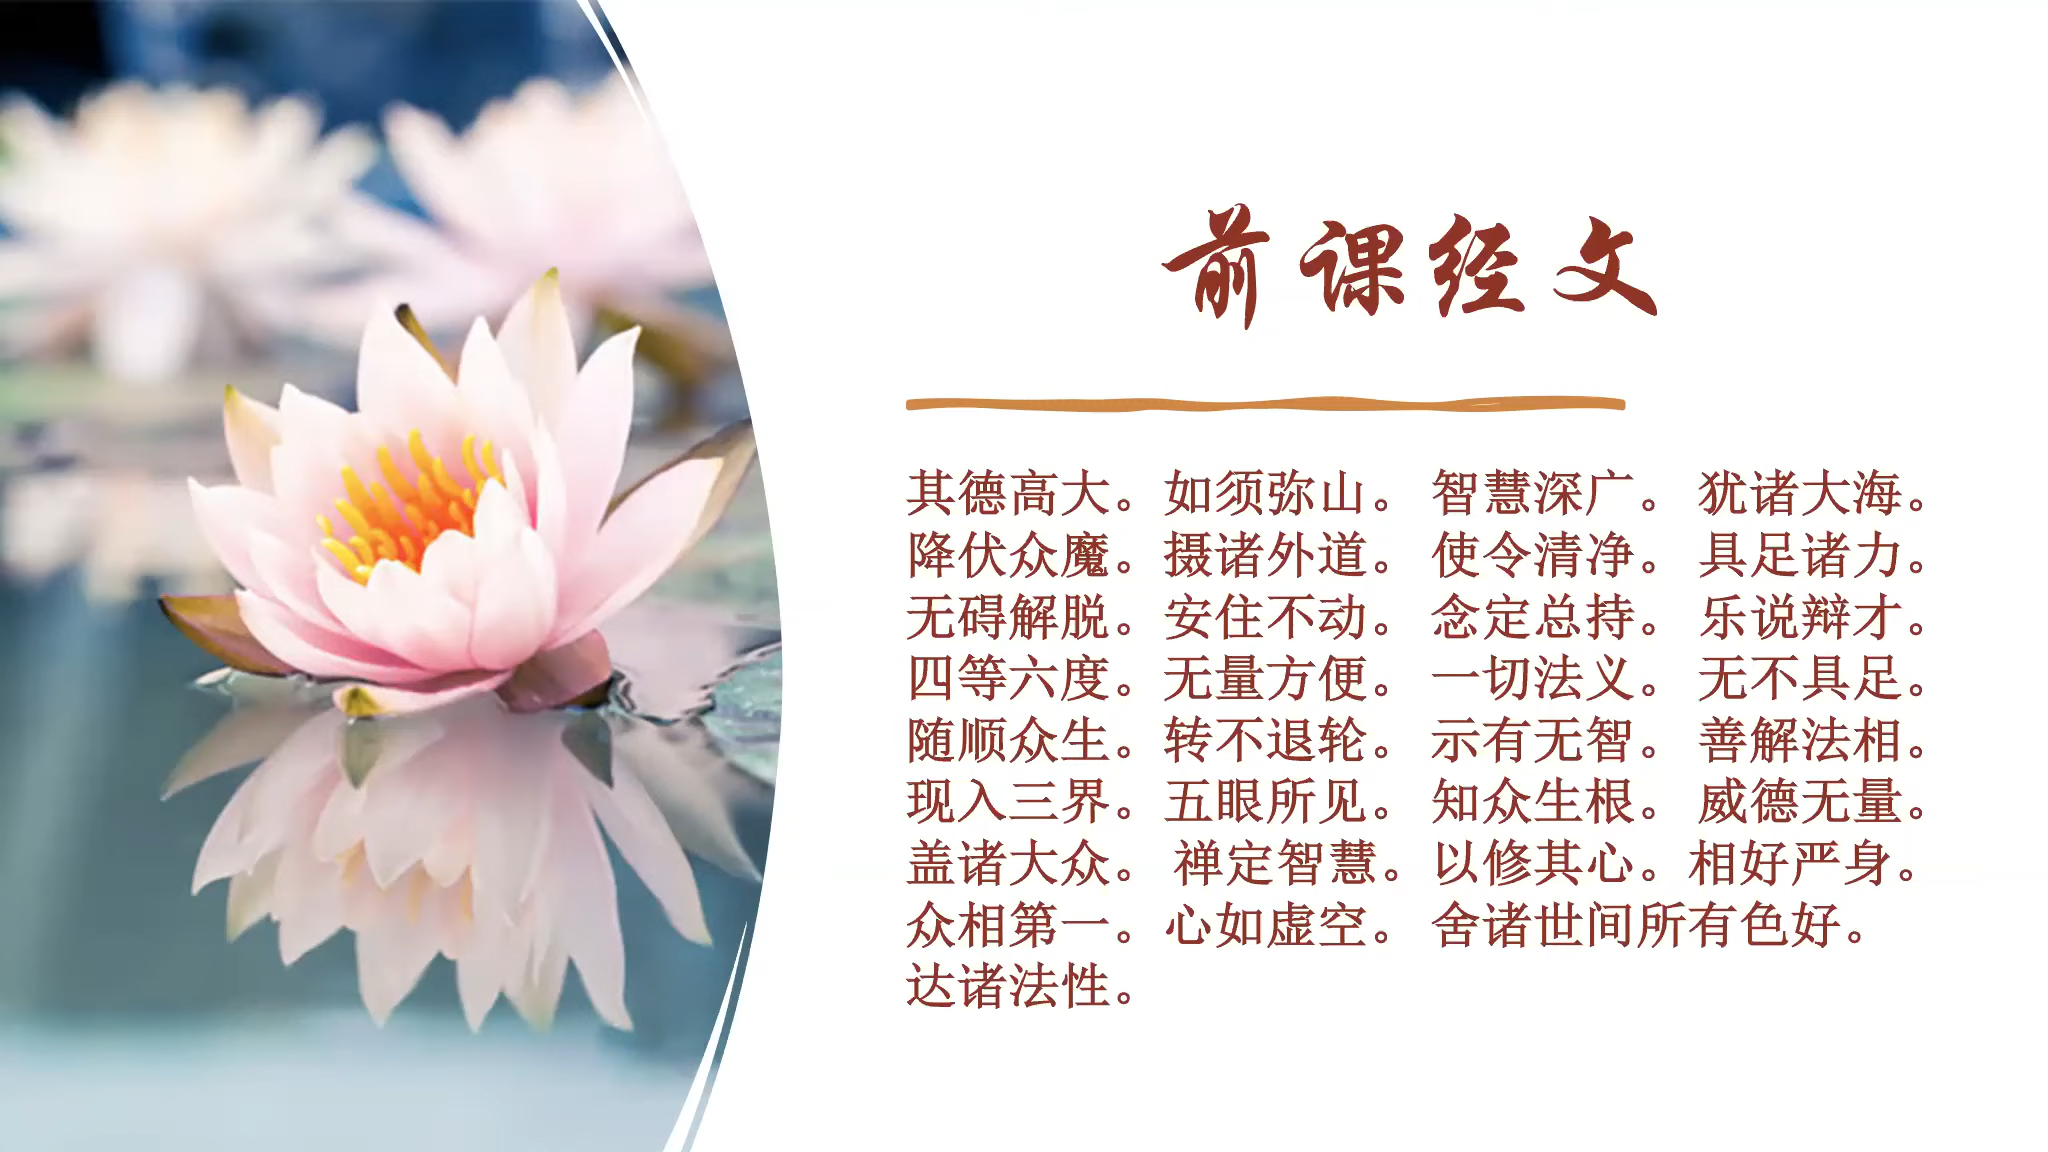 前课经文
其德高大。如须弥山。 智慧深广。 犹诸大海。
降伏众魔。摄诸外道。 使令清净。 具足诸力。
无碍解脱。安住不动。 念定总持。 乐说辩才。
四等六度。无量方便。 一切法义。 无不具足。
随顺众生。转不退轮。 示有无智。 善解法相。
现入三界。五眼所见。 知众生根。 威德无量。
盖诸大众。 禅定智慧。以修其心。相好严身。
众相第一。心如虚空。 舍诸世间所有色好。
达诸法性。